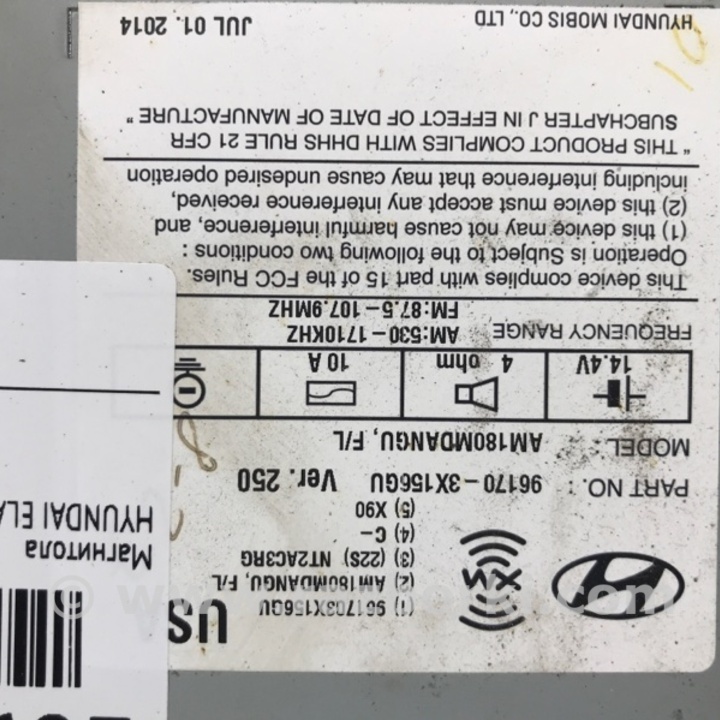 US
(1) 961703X156GU
(2) AM180MDANGU, F/L
(3) (22S) NT2AC3RG
(4) C-
(5) X90
PART NO. : 96170-3X156GU Ver. 250
MODEL : AM180MDANGU, F/L
14.4V 4 ohm 10 A
FREQUENCY RANGE AM:530-1710KHZ
FM:87.5-107.9MHZ
This device complies with part 15 of the FCC Rules.
Operation is Subject to the following two conditions :
(1) this device may not cause harmful interference, and
(2) this device must accept any interference received,
including interference that may cause undesired operation
" THIS PRODUCT COMPLIES WITH DHHS RULE 21 CFR
SUBCHAPTER J IN EFFECT OF DATE OF MANUFACTURE "
HYUNDAI MOBIS CO., LTD JUL 01. 2014
Магнитола
HYUNDAI ELA